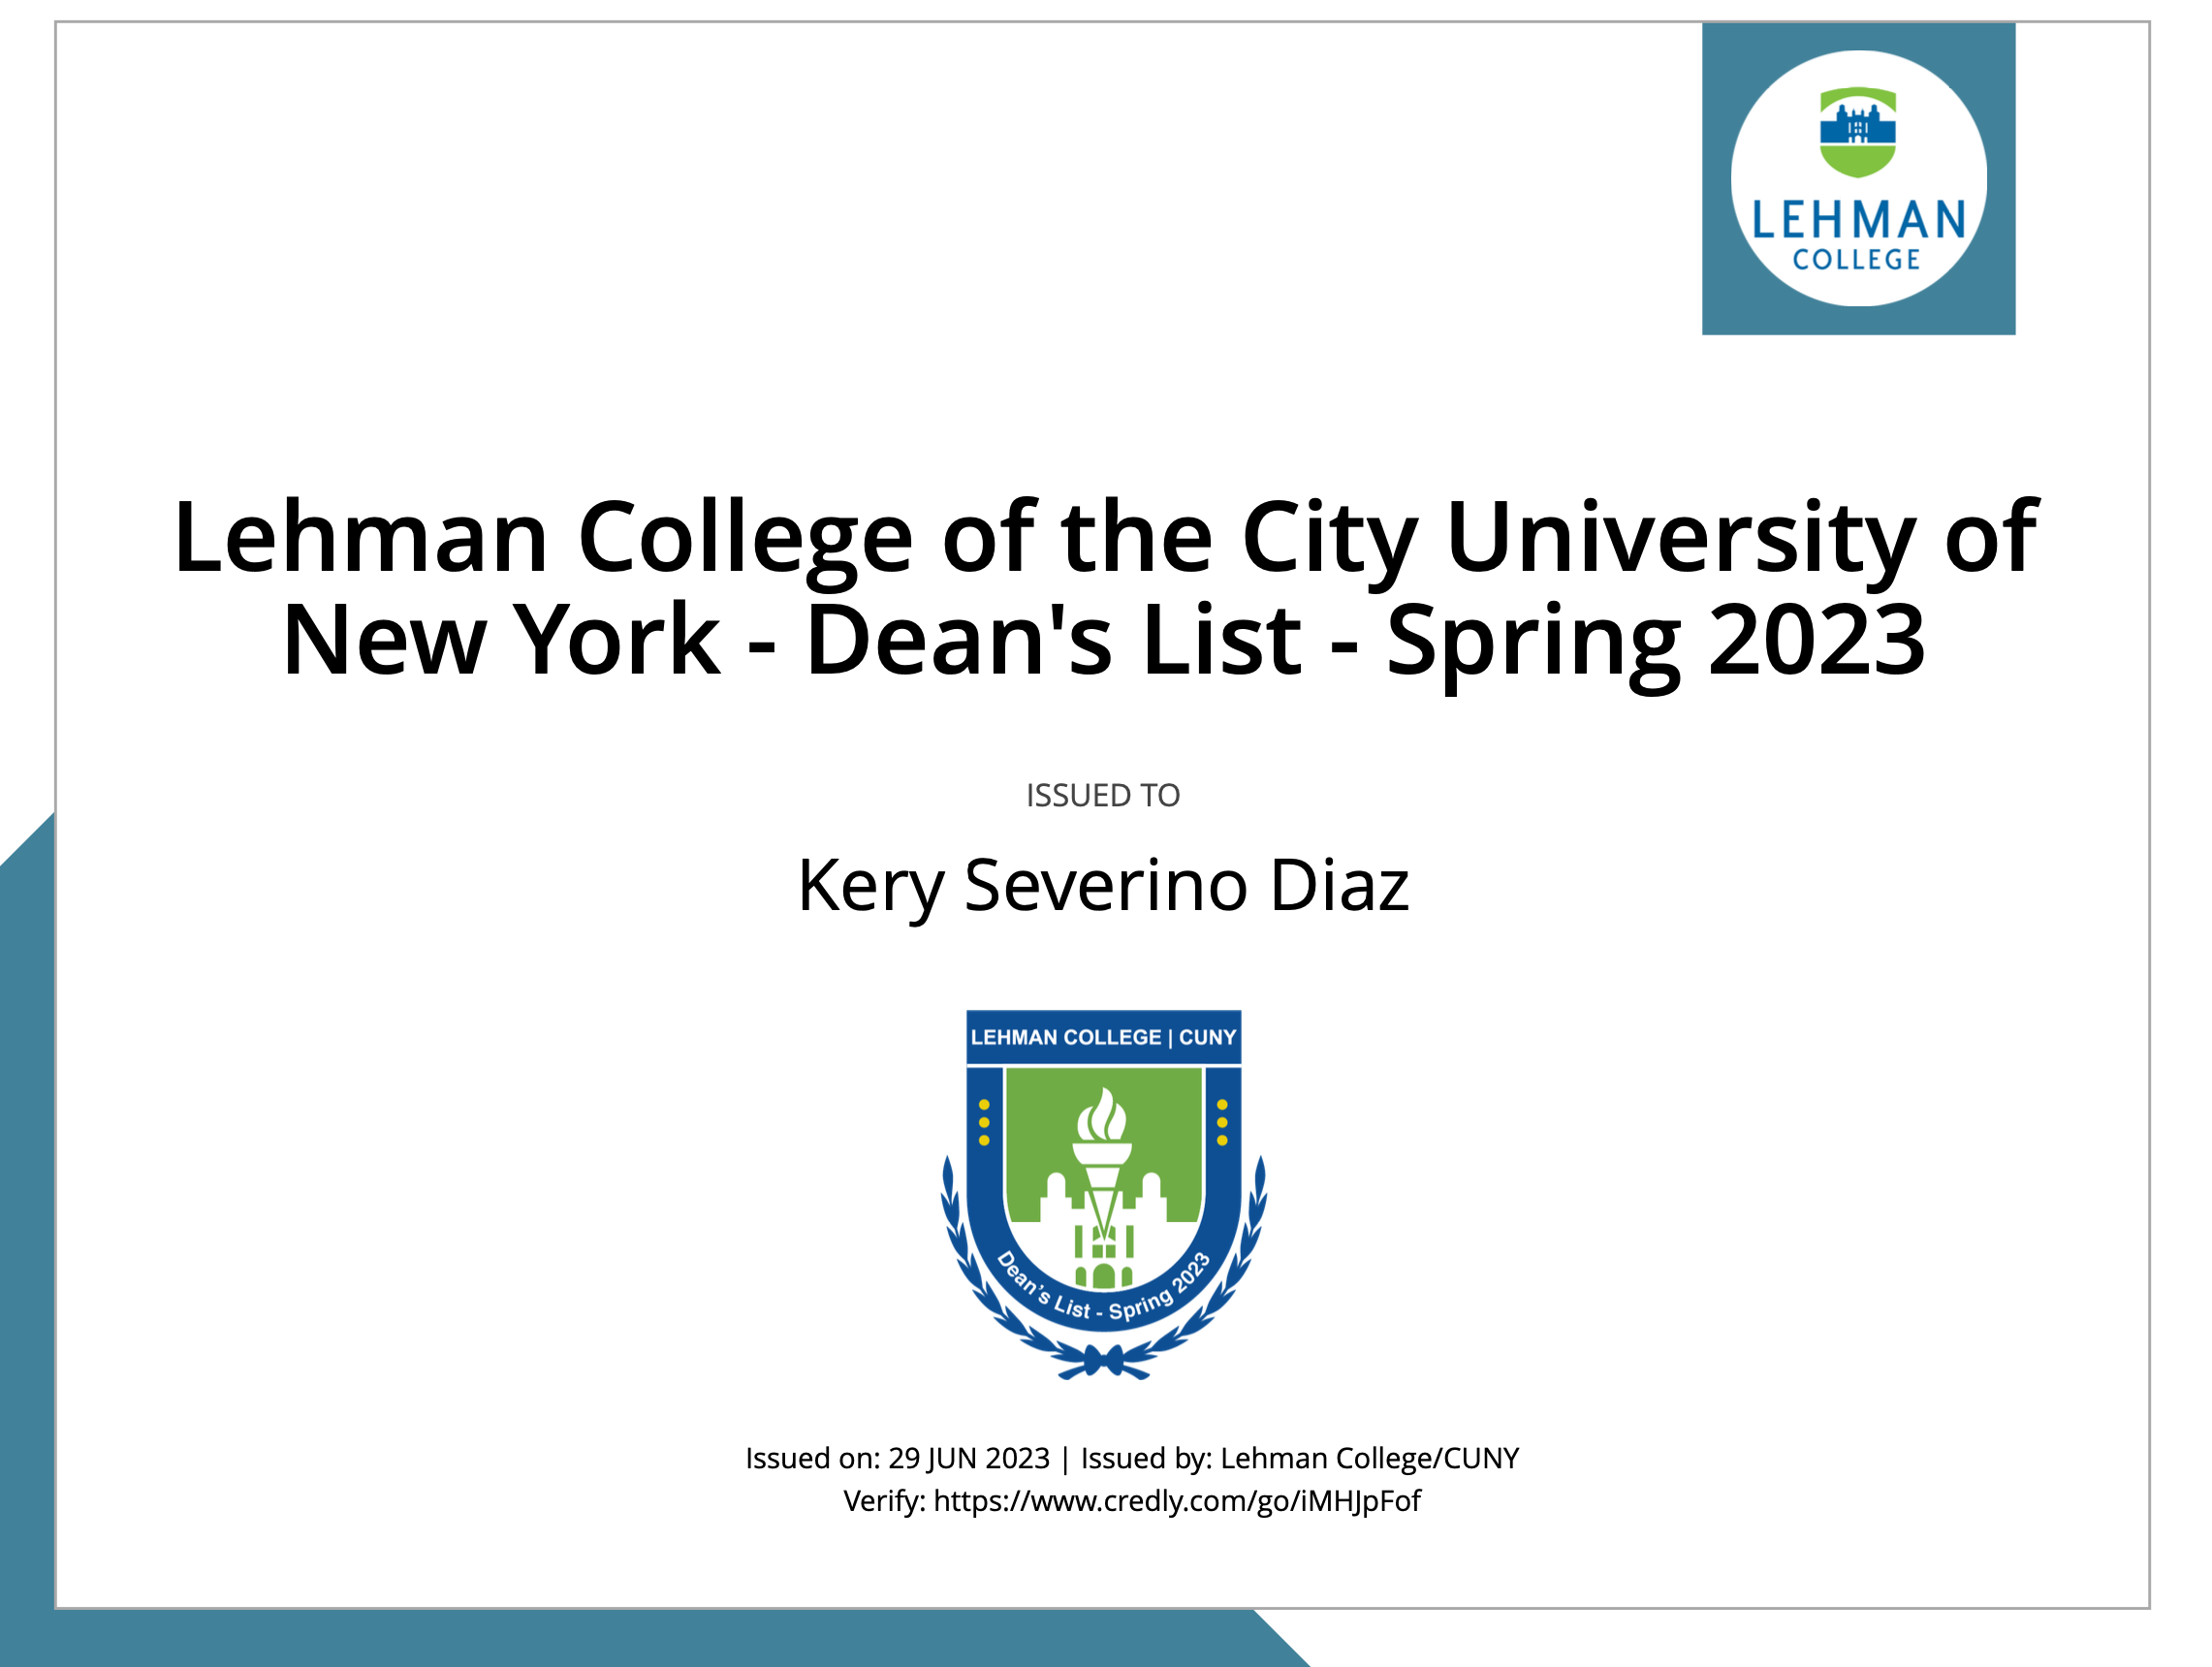 LEHMAN
COLLEGE
Lehman College of the City University of
New York - Dean's List - Spring 2023
ISSUED TO
Kery Severino Diaz
LEHMAN COLLEGE | CUNY
Dean's List - Spring 2023
Issued on: 29 JUN 2023 | Issued by: Lehman College/CUNY
Verify: https://www.credly.com/go/iMHJpFof